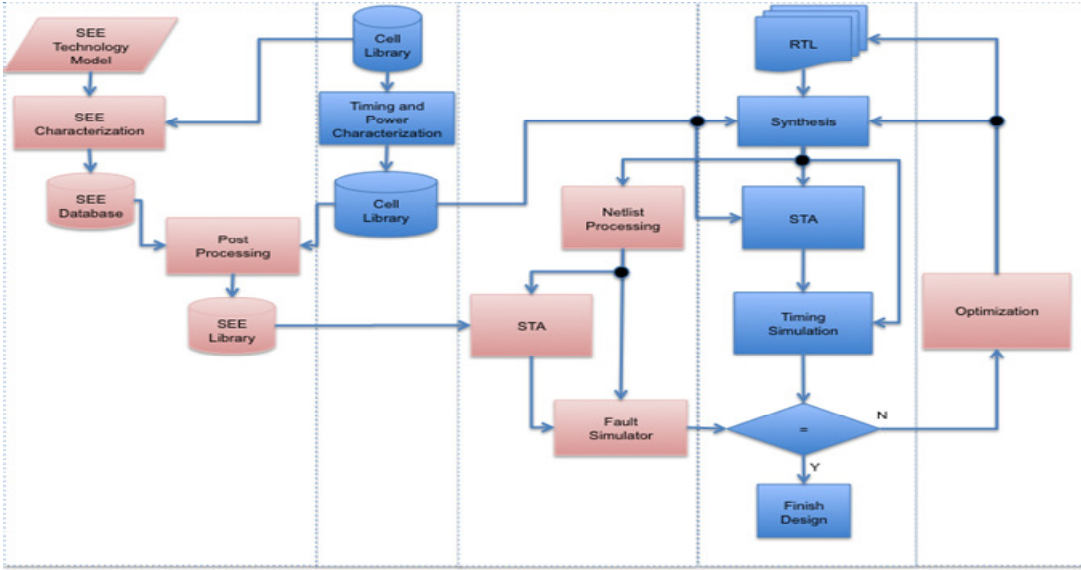 SEE
Technology
Model
SEE
Characterization
SEE
Database
Post
Processing
SEE
Library
Cell
Library
Timing and
Power
Characterization
Cell
Library
Netlist
Processing
STA
Fault
Simulator
RTL
Synthesis
STA
Timing
Simulation
=
N
Y
Finish
Design
Optimization